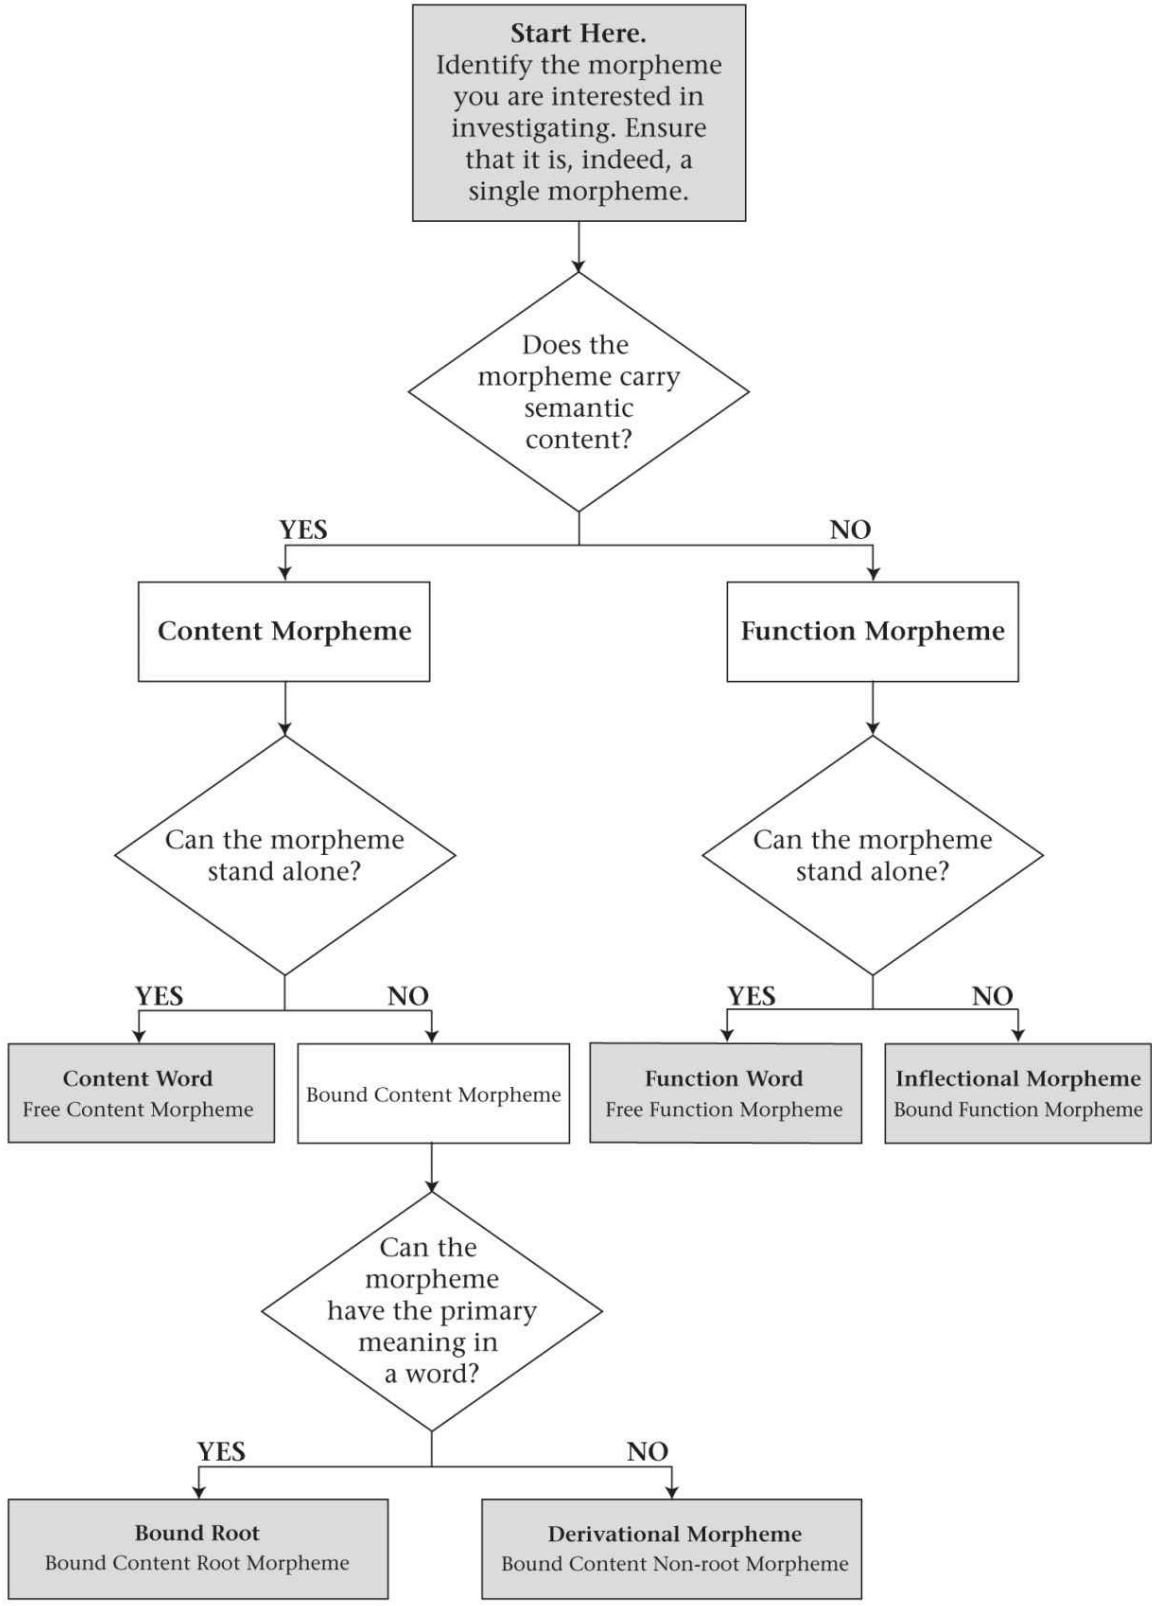 Start Here.
Identify the morpheme
you are interested in
investigating. Ensure
that it is, indeed, a
single morpheme.
Does the
morpheme carry
semantic
content?
YES
NO
Content Morpheme
Function Morpheme
Can the morpheme
stand alone?
Can the morpheme
stand alone?
YES
NO
YES
NO
Content Word
Free Content Morpheme
Bound Content Morpheme
Function Word
Free Function Morpheme
Inflectional Morpheme
Bound Function Morpheme
Can the
morpheme
have the primary
meaning in
a word?
YES
NO
Bound Root
Bound Content Root Morpheme
Derivational Morpheme
Bound Content Non-root Morpheme